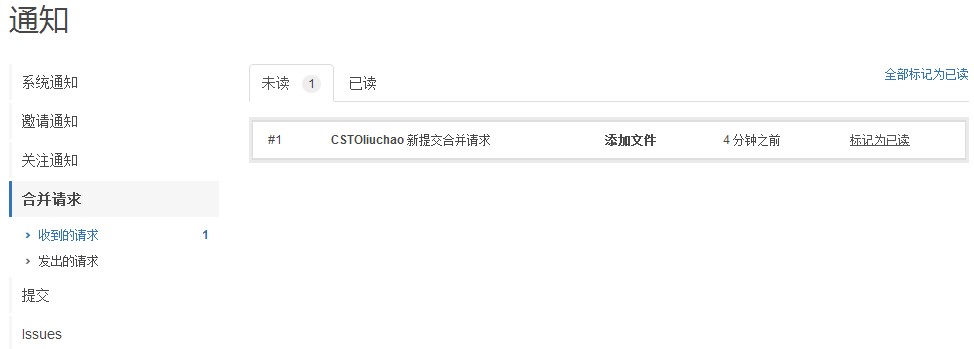 通知
系统通知
邀请通知
关注通知
合并请求
收到的请求 1
发出的请求
提交
Issues
未读 1 已读 全部标记为已读
#1 CSTOliuchao 新提交合并请求 添加文件 4 分钟之前 标记为已读